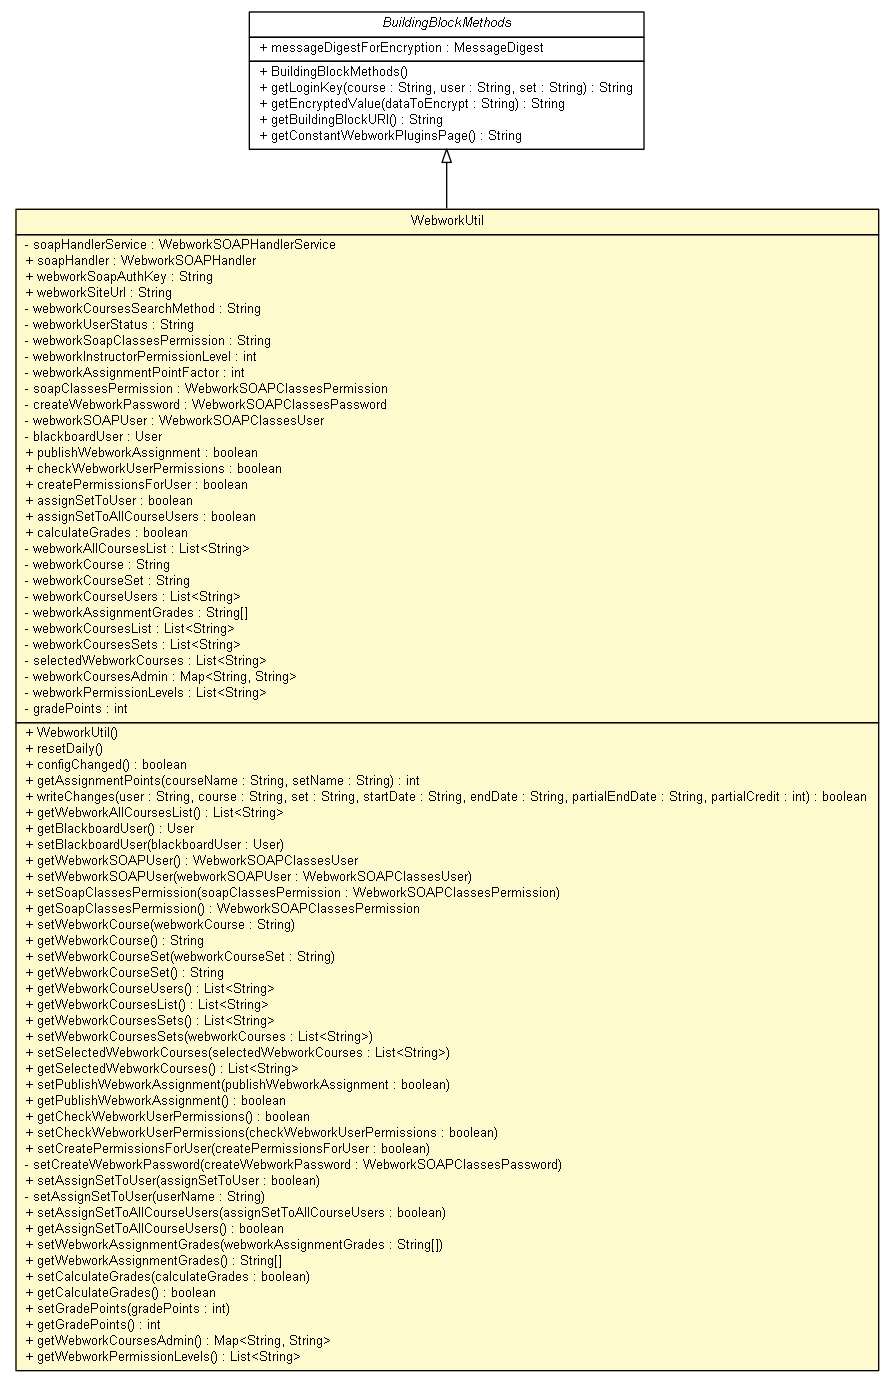 BuildingBlockMethods
+ messageDigestForEncryption : MessageDigest
+ BuildingBlockMethods()
+ getLoginKey(course : String, user : String, set : String) : String
+ getEncryptedValue(dataToEncrypt : String) : String
+ getBuildingBlockURI() : String
+ getConstantWebworkPluginsPage() : String
WebworkUtil
- soapHandlerService : WebworkSOAPHandlerService
+ soapHandler : WebworkSOAPHandler
+ webworkSoapAuthKey : String
+ webworkSiteUrl : String
- webworkCoursesSearchMethod : String
- webworkUserStatus : String
- webworkSoapClassesPermission : String
- webworkInstructorPermissionLevel : int
- webworkAssignmentPointFactor : int
- soapClassesPermission : WebworkSOAPClassesPermission
- createWebworkPassword : WebworkSOAPClassesPassword
- webworkSOAPUser : WebworkSOAPClassesUser
- blackboardUser : User
+ publishWebworkAssignment : boolean
+ checkWebworkUserPermissions : boolean
+ createPermissionsForUser : boolean
+ assignSetToUser : boolean
+ assignSetToAllCourseUsers : boolean
+ calculateGrades : boolean
- webworkAllCoursesList : List<String>
- webworkCourse : String
- webworkCourseSet : String
- webworkCourseUsers : List<String>
- webworkAssignmentGrades : String[]
- webworkCoursesList : List<String>
- webworkCoursesSets : List<String>
- selectedWebworkCourses : List<String>
- webworkCoursesAdmin : Map<String, String>
- webworkPermissionLevels : List<String>
- gradePoints : int
+ WebworkUtil()
+ resetDaily()
+ configChanged() : boolean
+ getAssignmentPoints(courseName : String, setName : String) : int
+ writeChanges(user : String, course : String, set : String, startDate : String, endDate : String, partialEndDate : String, partialCredit : int) : boolean
+ getWebworkAllCoursesList() : List<String>
+ getBlackboardUser() : User
+ setBlackboardUser(blackboardUser : User)
+ getWebworkSOAPUser() : WebworkSOAPClassesUser
+ setWebworkSOAPUser(webworkSOAPUser : WebworkSOAPClassesUser)
+ setSoapClassesPermission(soapClassesPermission : WebworkSOAPClassesPermission)
+ getSoapClassesPermission() : WebworkSOAPClassesPermission
+ setWebworkCourse(webworkCourse : String)
+ getWebworkCourse() : String
+ setWebworkCourseSet(webworkCourseSet : String)
+ getWebworkCourseSet() : String
+ getWebworkCourseUsers() : List<String>
+ getWebworkCoursesList() : List<String>
+ getWebworkCoursesSets() : List<String>
+ setWebworkCoursesSets(webworkCourses : List<String>)
+ setSelectedWebworkCourses(selectedWebworkCourses : List<String>)
+ getSelectedWebworkCourses() : List<String>
+ setPublishWebworkAssignment(publishWebworkAssignment : boolean)
+ getPublishWebworkAssignment() : boolean
+ getCheckWebworkUserPermissions() : boolean
+ setCheckWebworkUserPermissions(checkWebworkUserPermissions : boolean)
+ setCreatePermissionsForUser(createPermissionsForUser : boolean)
- setCreateWebworkPassword(createWebworkPassword : WebworkSOAPClassesPassword)
+ setAssignSetToUser(assignSetToUser : boolean)
- setAssignSetToUser(userName : String)
+ setAssignSetToAllCourseUsers(assignSetToAllCourseUsers : boolean)
+ getAssignSetToAllCourseUsers() : boolean
+ setWebworkAssignmentGrades(webworkAssignmentGrades : String[])
+ getWebworkAssignmentGrades() : String[]
+ setCalculateGrades(calculateGrades : boolean)
+ getCalculateGrades() : boolean
+ setGradePoints(gradePoints : int)
+ getGradePoints() : int
+ getWebworkCoursesAdmin() : Map<String, String>
+ getWebworkPermissionLevels() : List<String>